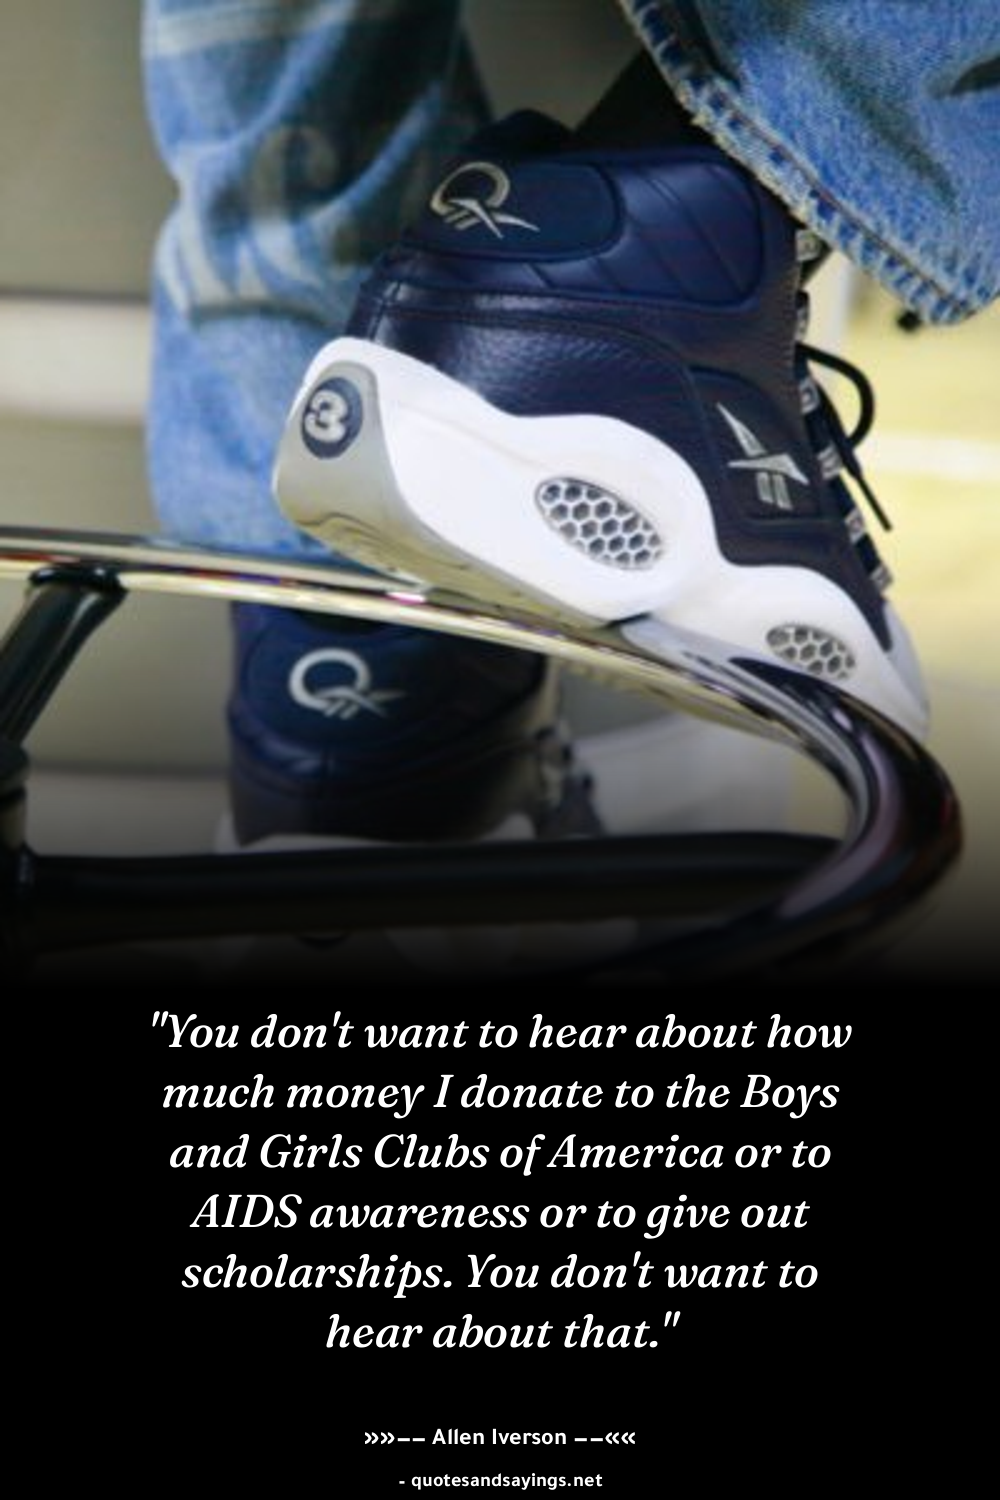 3
"You don't want to hear about how
much money I donate to the Boys
and Girls Clubs of America or to
AIDS awareness or to give out
scholarships. You don't want to
hear about that."
»»–– Allen Iverson ––««
- quotesandsayings.net